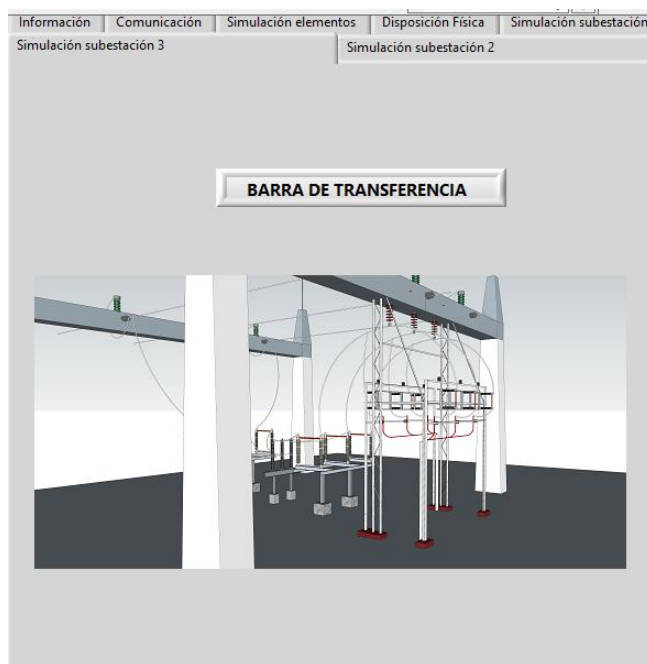 Información Comunicación Simulación elementos Disposición Física Simulación subestación
Simulación subestación 3 Simulación subestación 2
BARRA DE TRANSFERENCIA